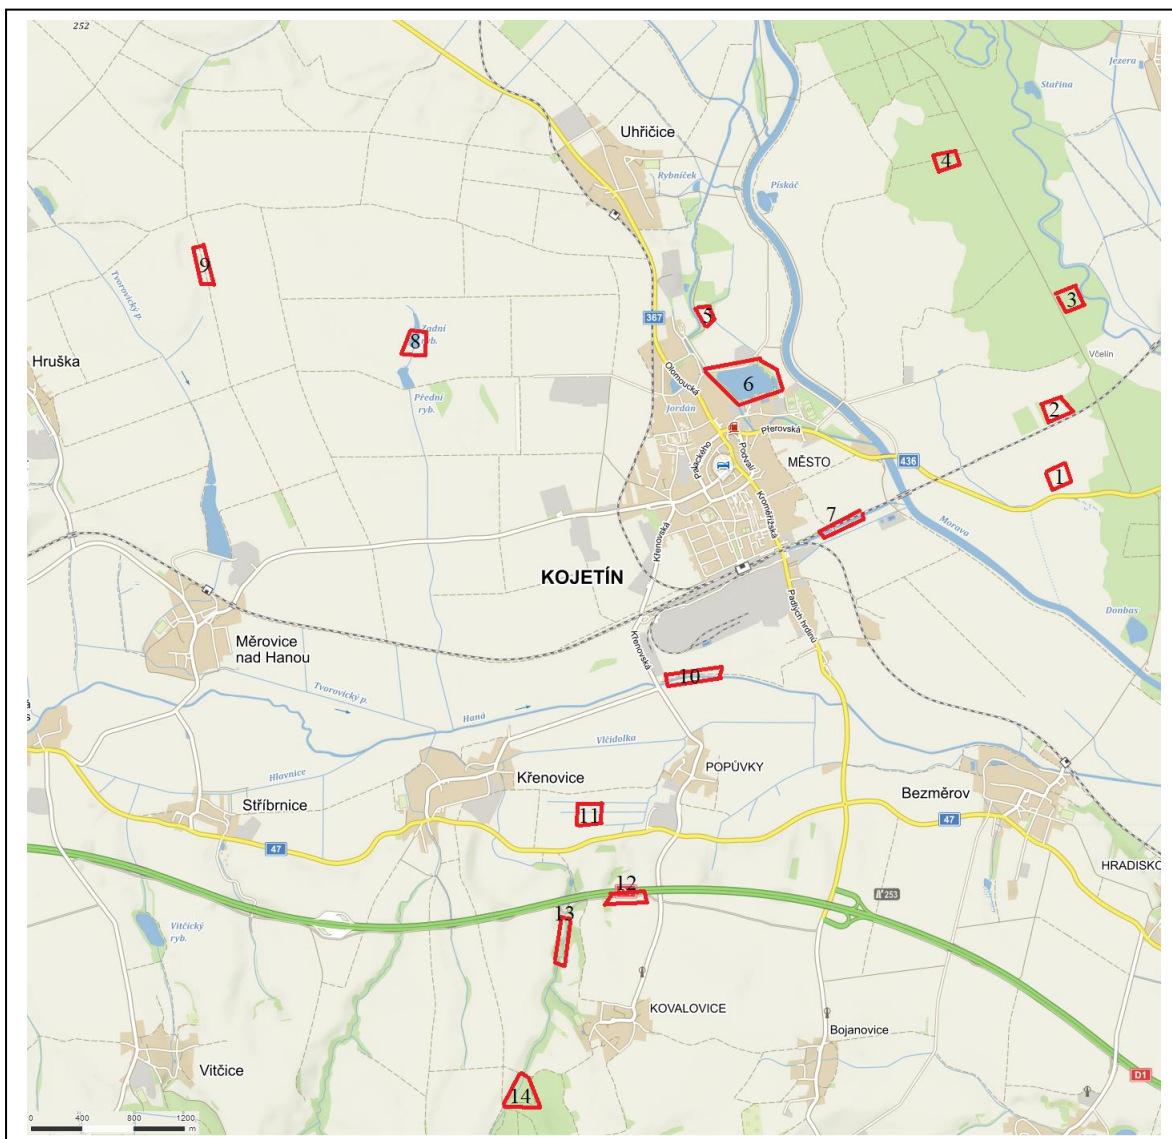 252
Jezera
Stařina
Uhřičice
Rybníček
Pískáč
4
Tvorovický p.
9
3
5
367
8
Zadní
ryb.
Včelín
Hruška
Olomoucká
6
Přední
ryb.
Jordán
2
Přerovská
Palackého
Podvalí
MĚSTO
436
1
Kroměřížská
7
Morava
Křenovská
KOJETÍN
Padlých hrdinů
Donbas
D1
Měrovice
nad Hanou
Křenovská
Tvorovický p.
10
Haná
Vlčidolka
Hlavnice
Křenovice
POPŮVKY
Bezměrov
Stříbrnice
11
47
47
HRADISKO
12
253
13
Vitčický
ryb.
KOVALOVICE
Bojanovice
Vitčice
D1
14
0 400 800 1200
m